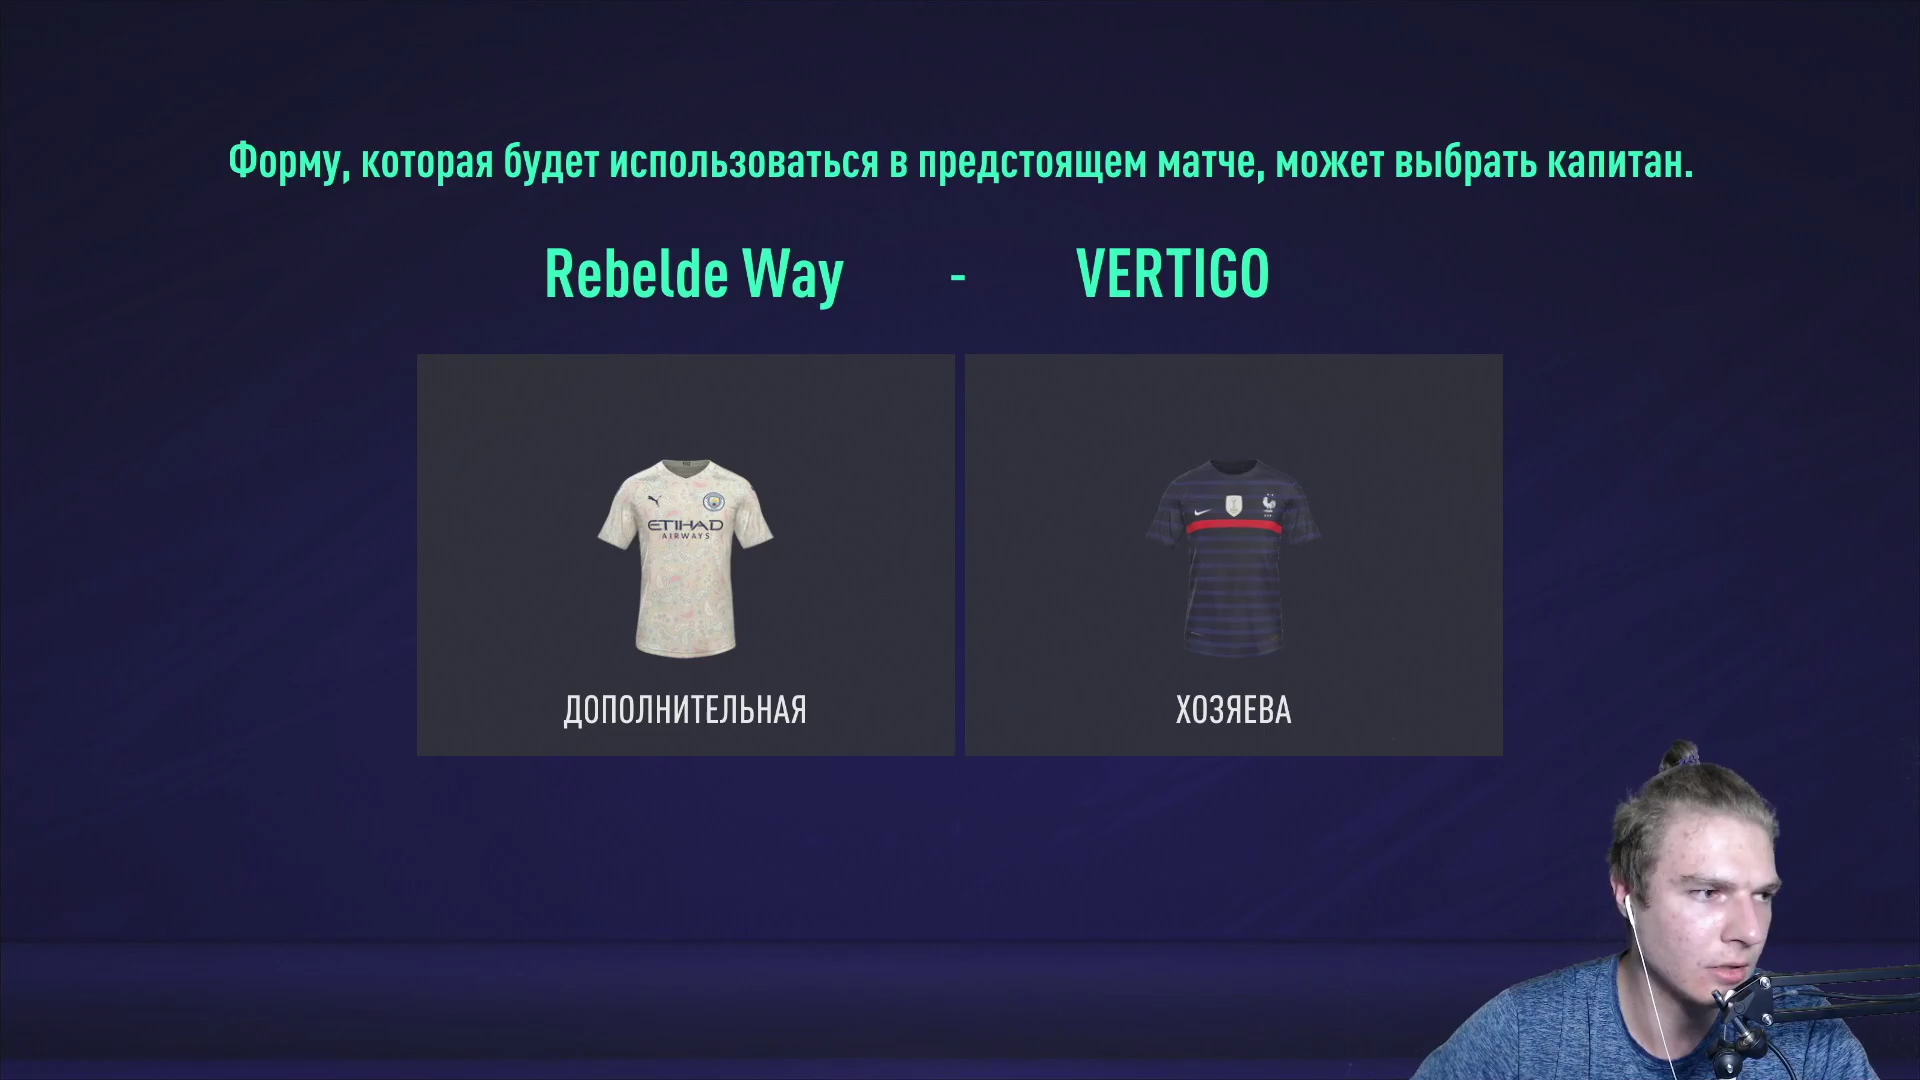 Форму, которая будет использоваться в предстоящем матче, может выбрать капитан.
Rebelde Way - VERTIGO
ETIHAD
AIRWAYS
ДОПОЛНИТЕЛЬНАЯ
ХОЗЯЕВА